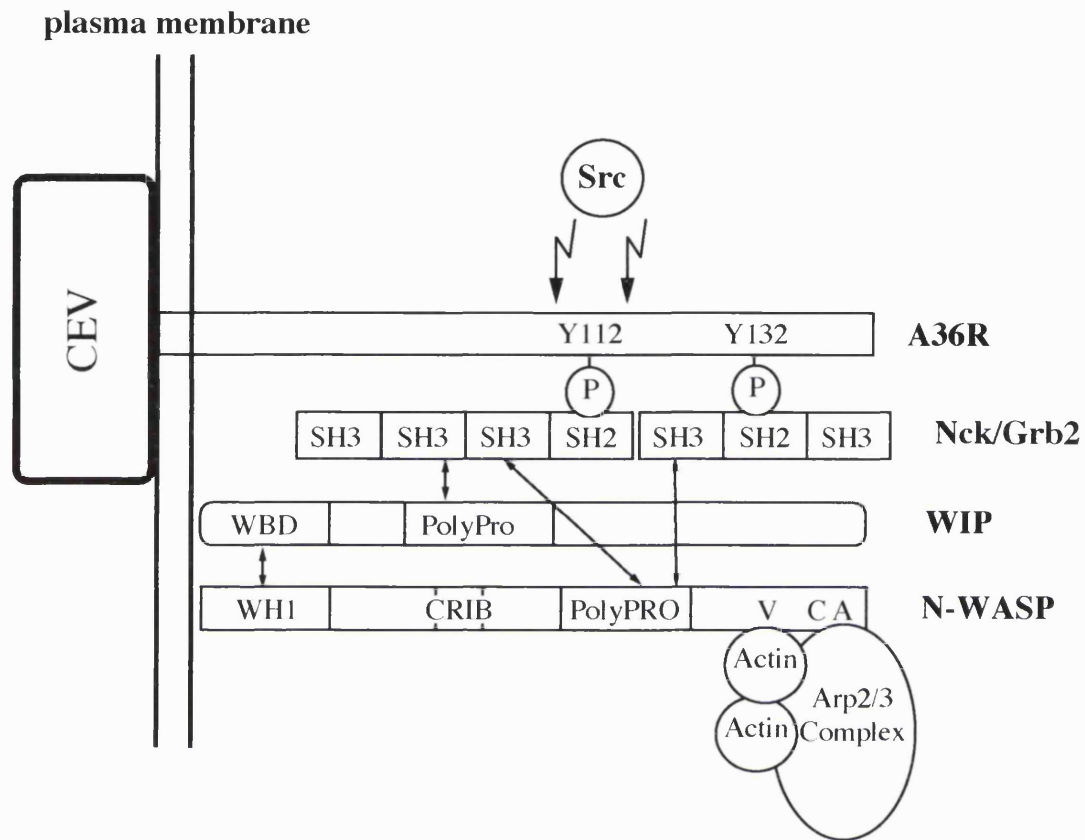 plasma membrane
Src
CEV
Y112 Y132 A36R
P P
SH3 SH3 SH3 SH2 SH3 SH2 SH3 Nck/Grb2
WBD PolyPro WIP
WH1 CRIB PolyPRO V C A N-WASP
Actin
Arp2/3
Actin Complex